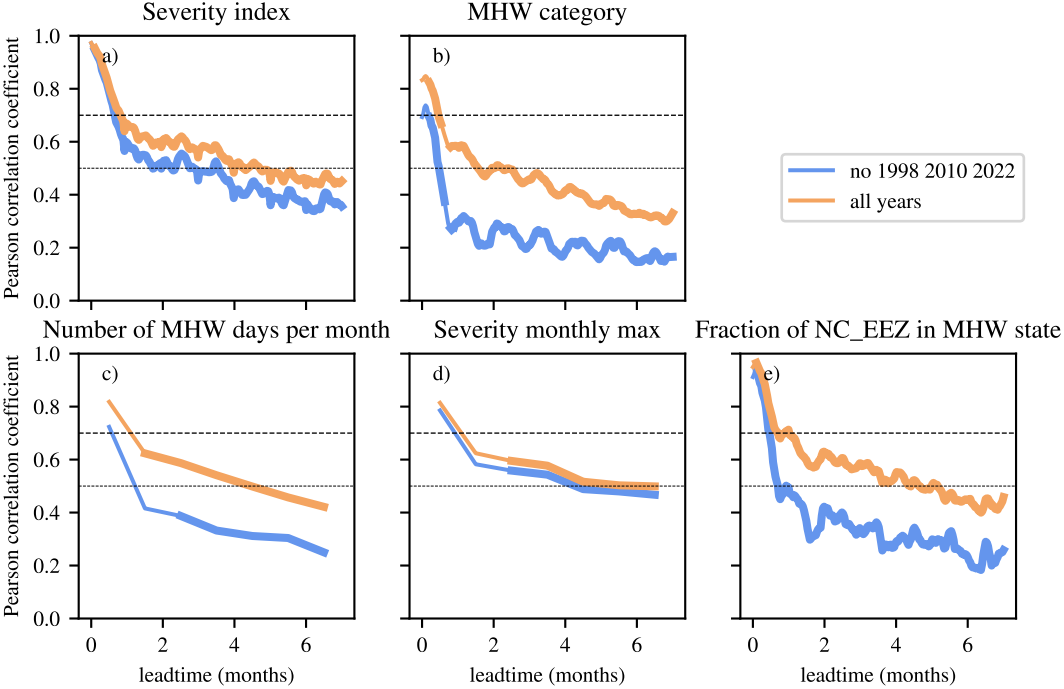 Severity index
MHW category
Pearson correlation coefficient
1.0
0.8
0.6
0.4
0.2
0.0
a)
b)
no 1998 2010 2022
all years
Number of MHW days per month
Severity monthly max
Fraction of NC_EEZ in MHW state
Pearson correlation coefficient
1.0
0.8
0.6
0.4
0.2
0.0
c)
d)
e)
0 2 4 6
0 2 4 6
0 2 4 6
leadtime (months)
leadtime (months)
leadtime (months)